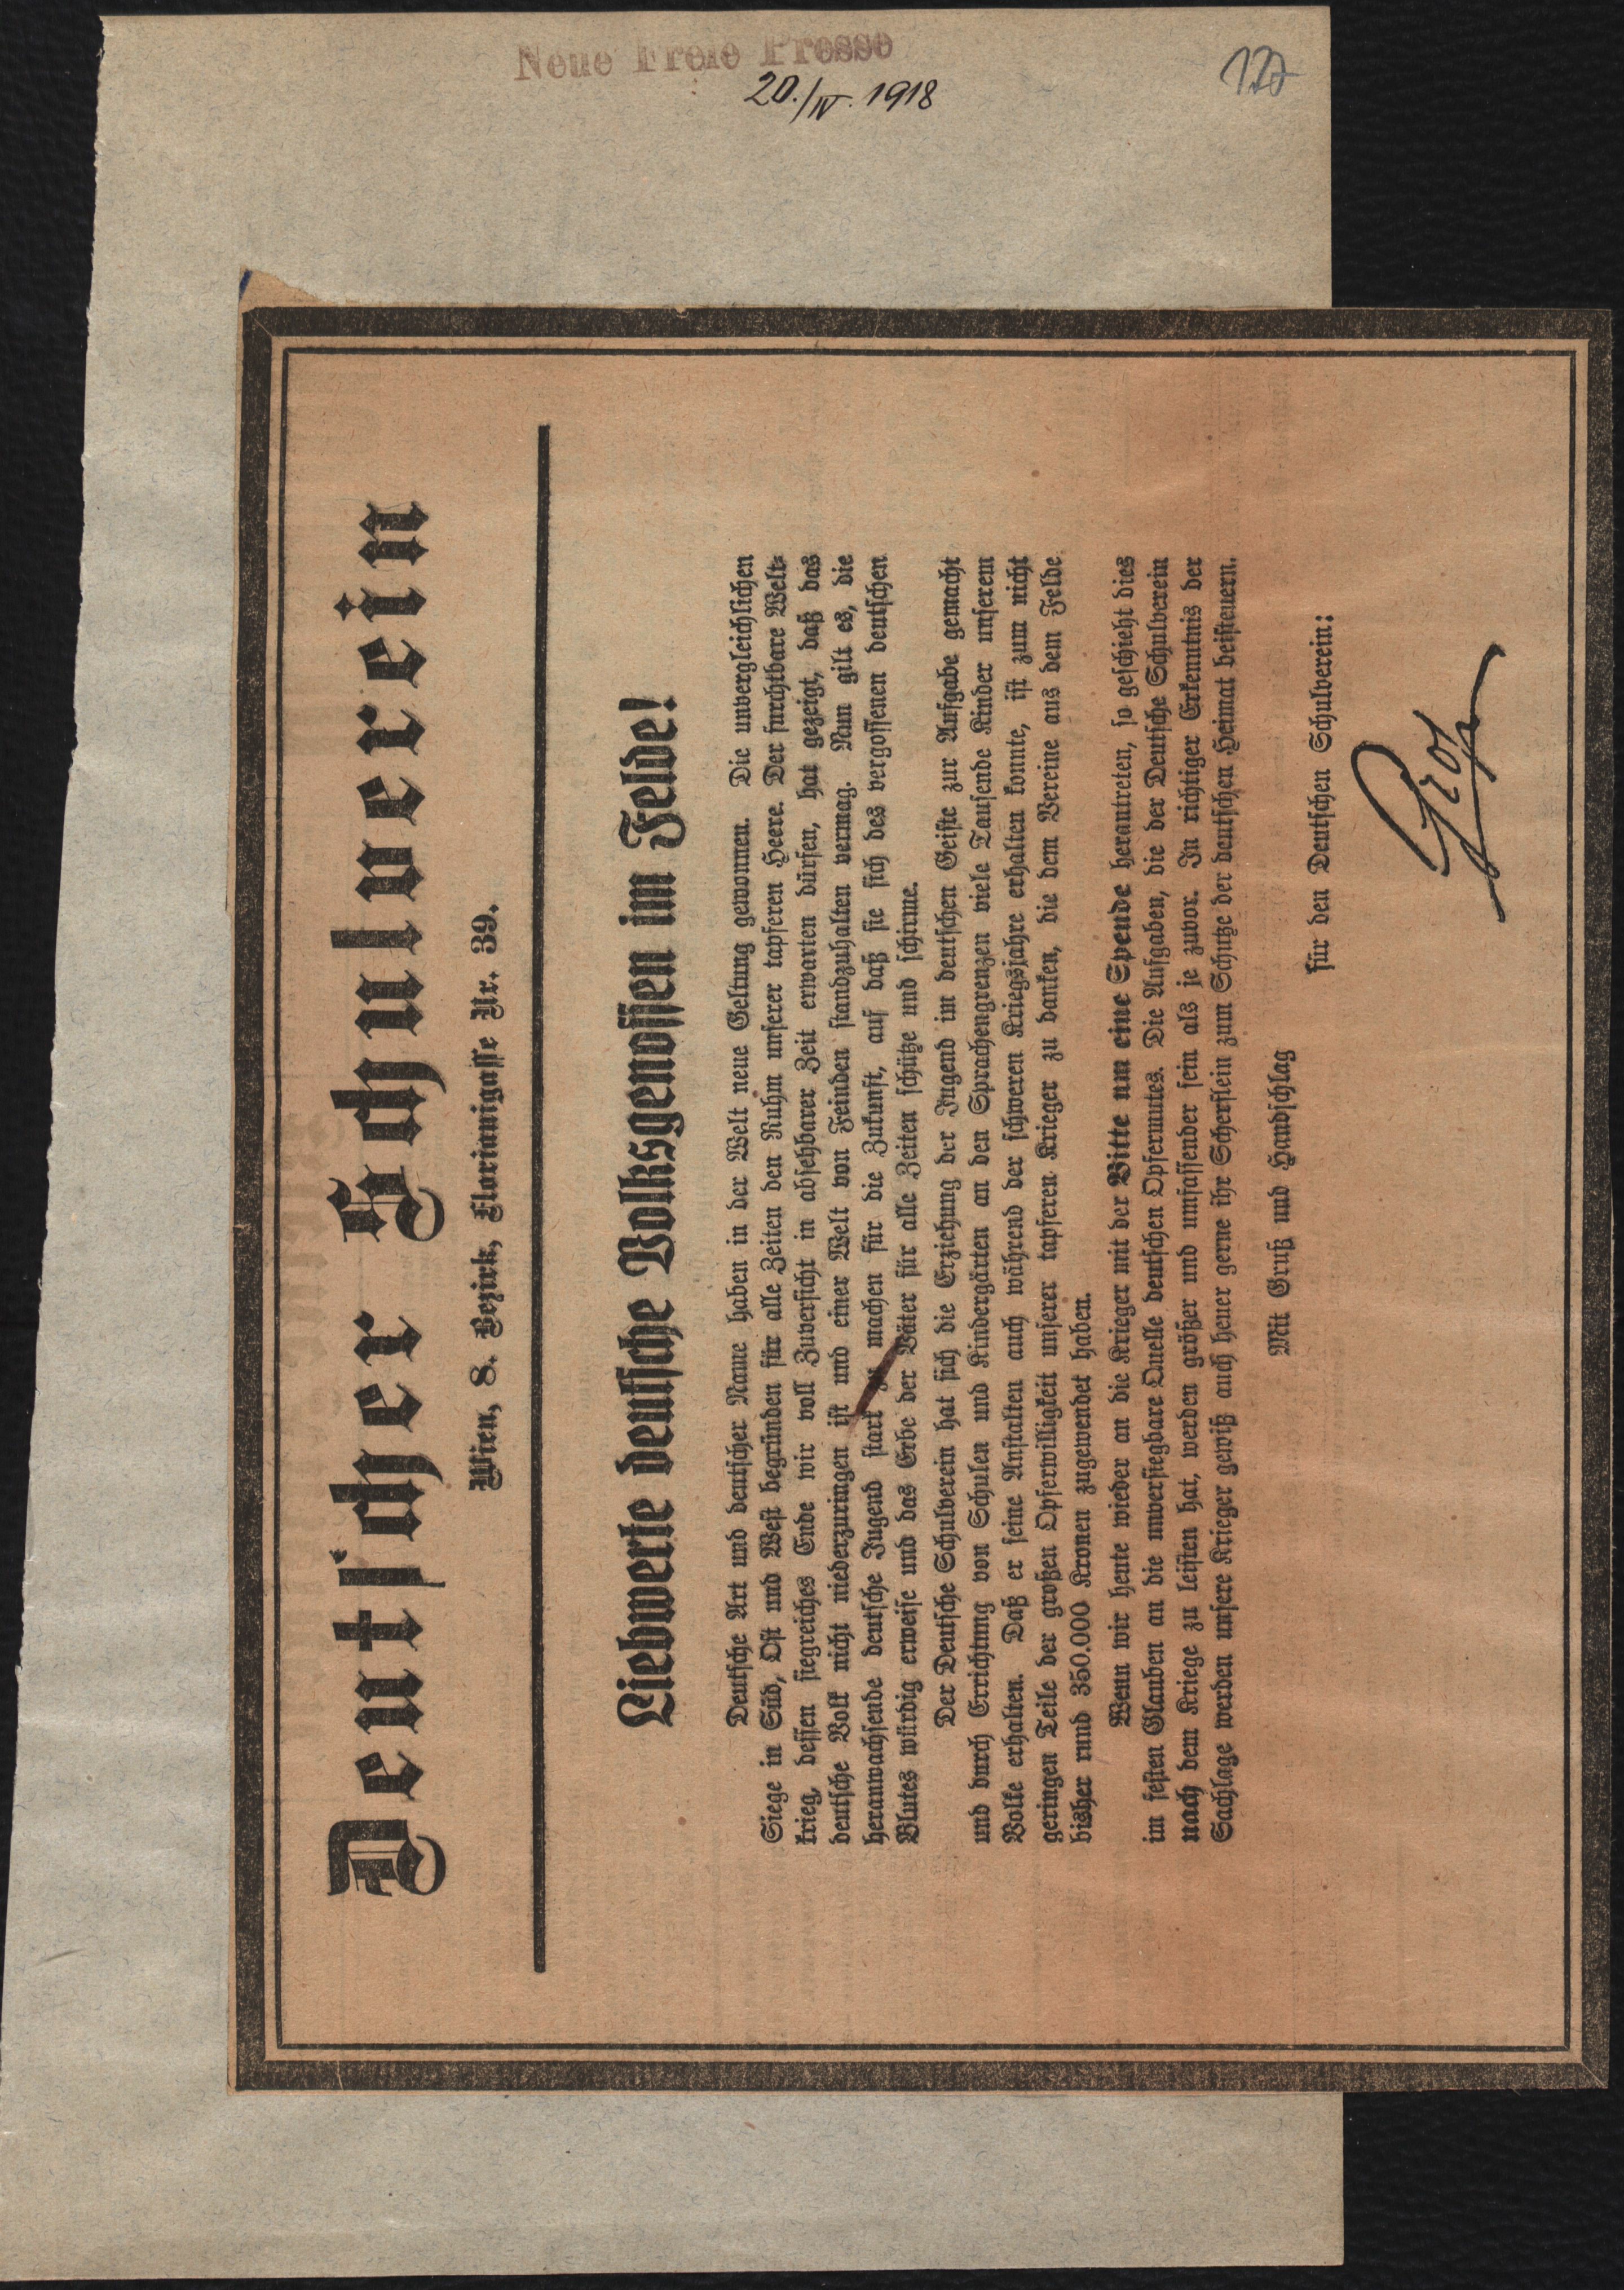 Neue Freie Presse
20./IV. 1918
Deutscher Schulverein
Wien, 8. Bezirk, Florianigasse Nr. 39.
Liebwerte deutsche Volksgenossen im Felde!
Deutsche Art und deutscher Name haben in der Welt neue Geltung gewonnen. Die unvergleichlichen
Siege in Süd, Ost und West begründen für alle Zeiten den Ruhm unserer tapferen Heere. Der furchtbare Welt-
krieg, dessen siegreiches Ende wir voll Zuversicht in absehbarer Zeit erwarten dürfen, hat gezeigt, daß das
deutsche Volk nicht niederzuringen ist und einer Welt von Feinden standzuhalten vermag. Nun gilt es, die
heranwachsende deutsche Jugend stark zu machen für die Zukunft, auf daß sie sich des vergossenen deutschen
Blutes würdig erweise und das Erbe der Väter für alle Zeiten schütze und schirme.
Der Deutsche Schulverein hat sich die Erziehung der Jugend im deutschen Geiste zur Aufgabe gemacht
und durch Errichtung von Schulen und Kindergärten an den Sprachengrenzen viele Tausende Kinder unserem
Volke erhalten. Daß er seine Anstalten auch während der schweren Kriegsjahre erhalten konnte, ist zum nicht
geringen Teile der großen Opferwilligkeit unserer tapferen Krieger zu danken, die dem Vereine aus dem Felde
bisher rund 350.000 Kronen zugewendet haben.
Wenn wir heute wieder an die Krieger mit der Bitte um eine Spende herantreten, so geschieht dies
im festen Glauben an die unversiegbare Quelle deutschen Opfermutes. Die Aufgaben, die der Deutsche Schulverein
nach dem Kriege zu leisten hat, werden größer und umfassender sein als je zuvor. In richtiger Erkenntnis der
Sachlage werden unsere Krieger gewiß auch heuer gerne ihr Scherflein zum Schutze der deutschen Heimat beisteuern.
Mit Gruß und Handschlag
für den Deutschen Schulverein:
Groß